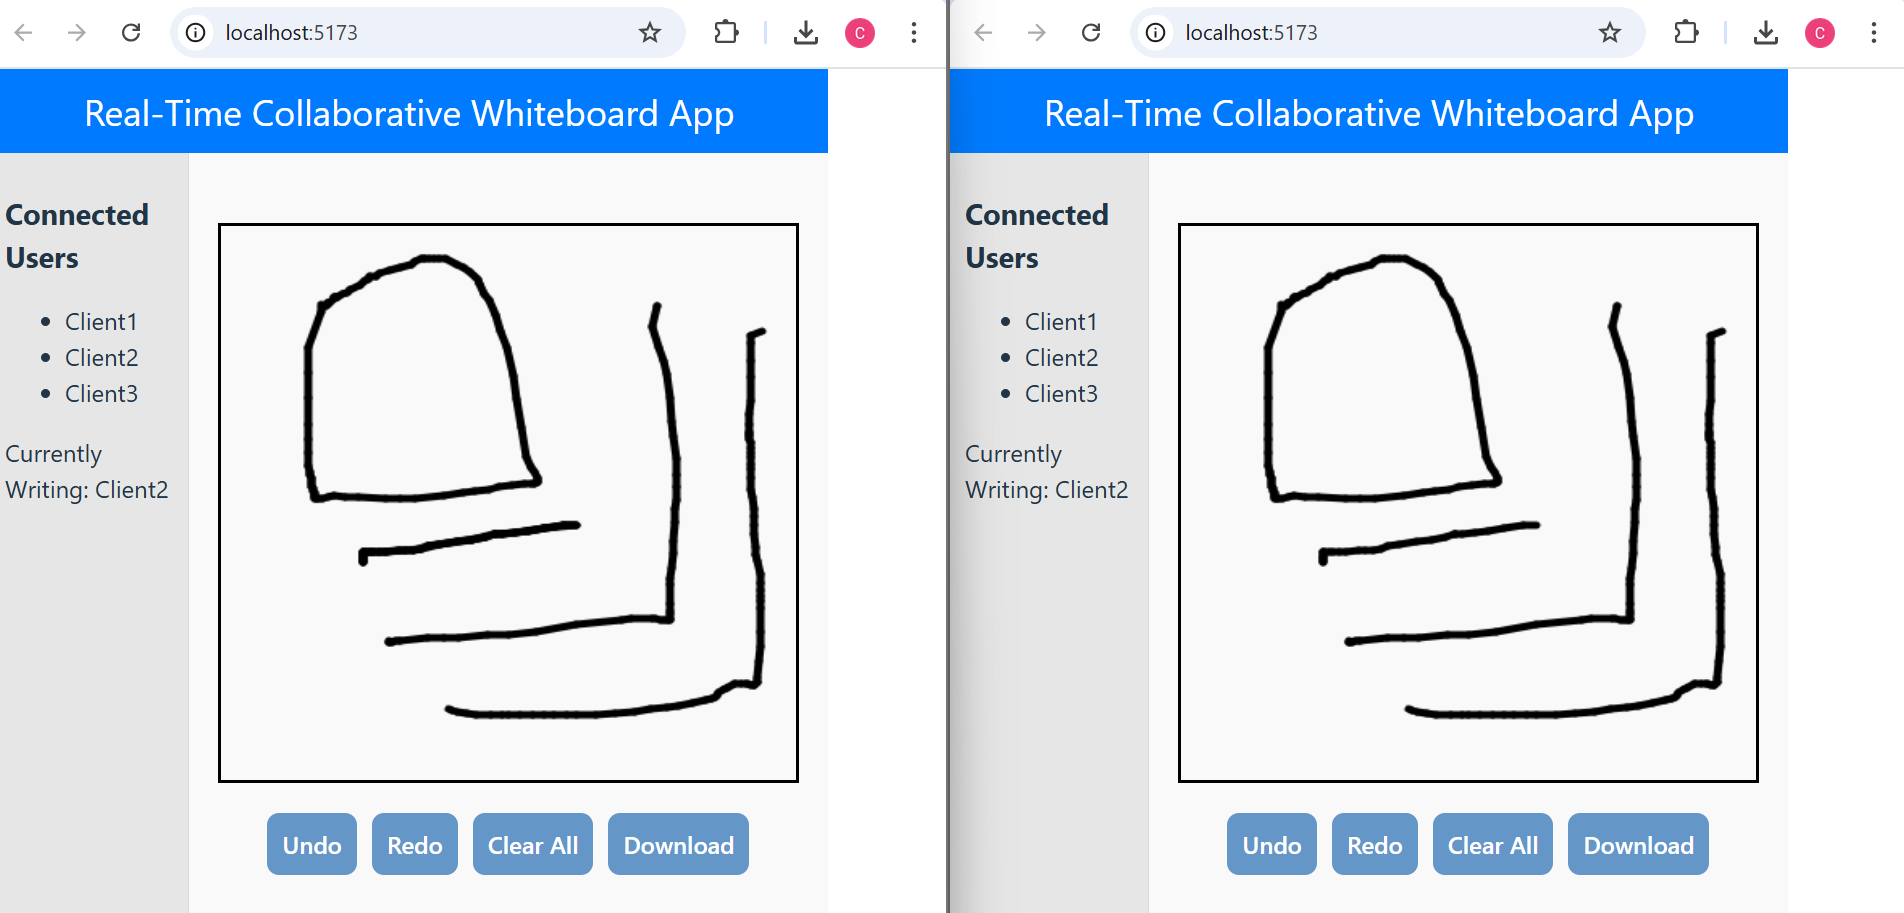 localhost:5173
C
Real-Time Collaborative Whiteboard App
Connected
Users
Client1
Client2
Client3
Currently
Writing: Client2
Undo Redo Clear All Download
localhost:5173
C
Real-Time Collaborative Whiteboard App
Connected
Users
Client1
Client2
Client3
Currently
Writing: Client2
Undo Redo Clear All Download